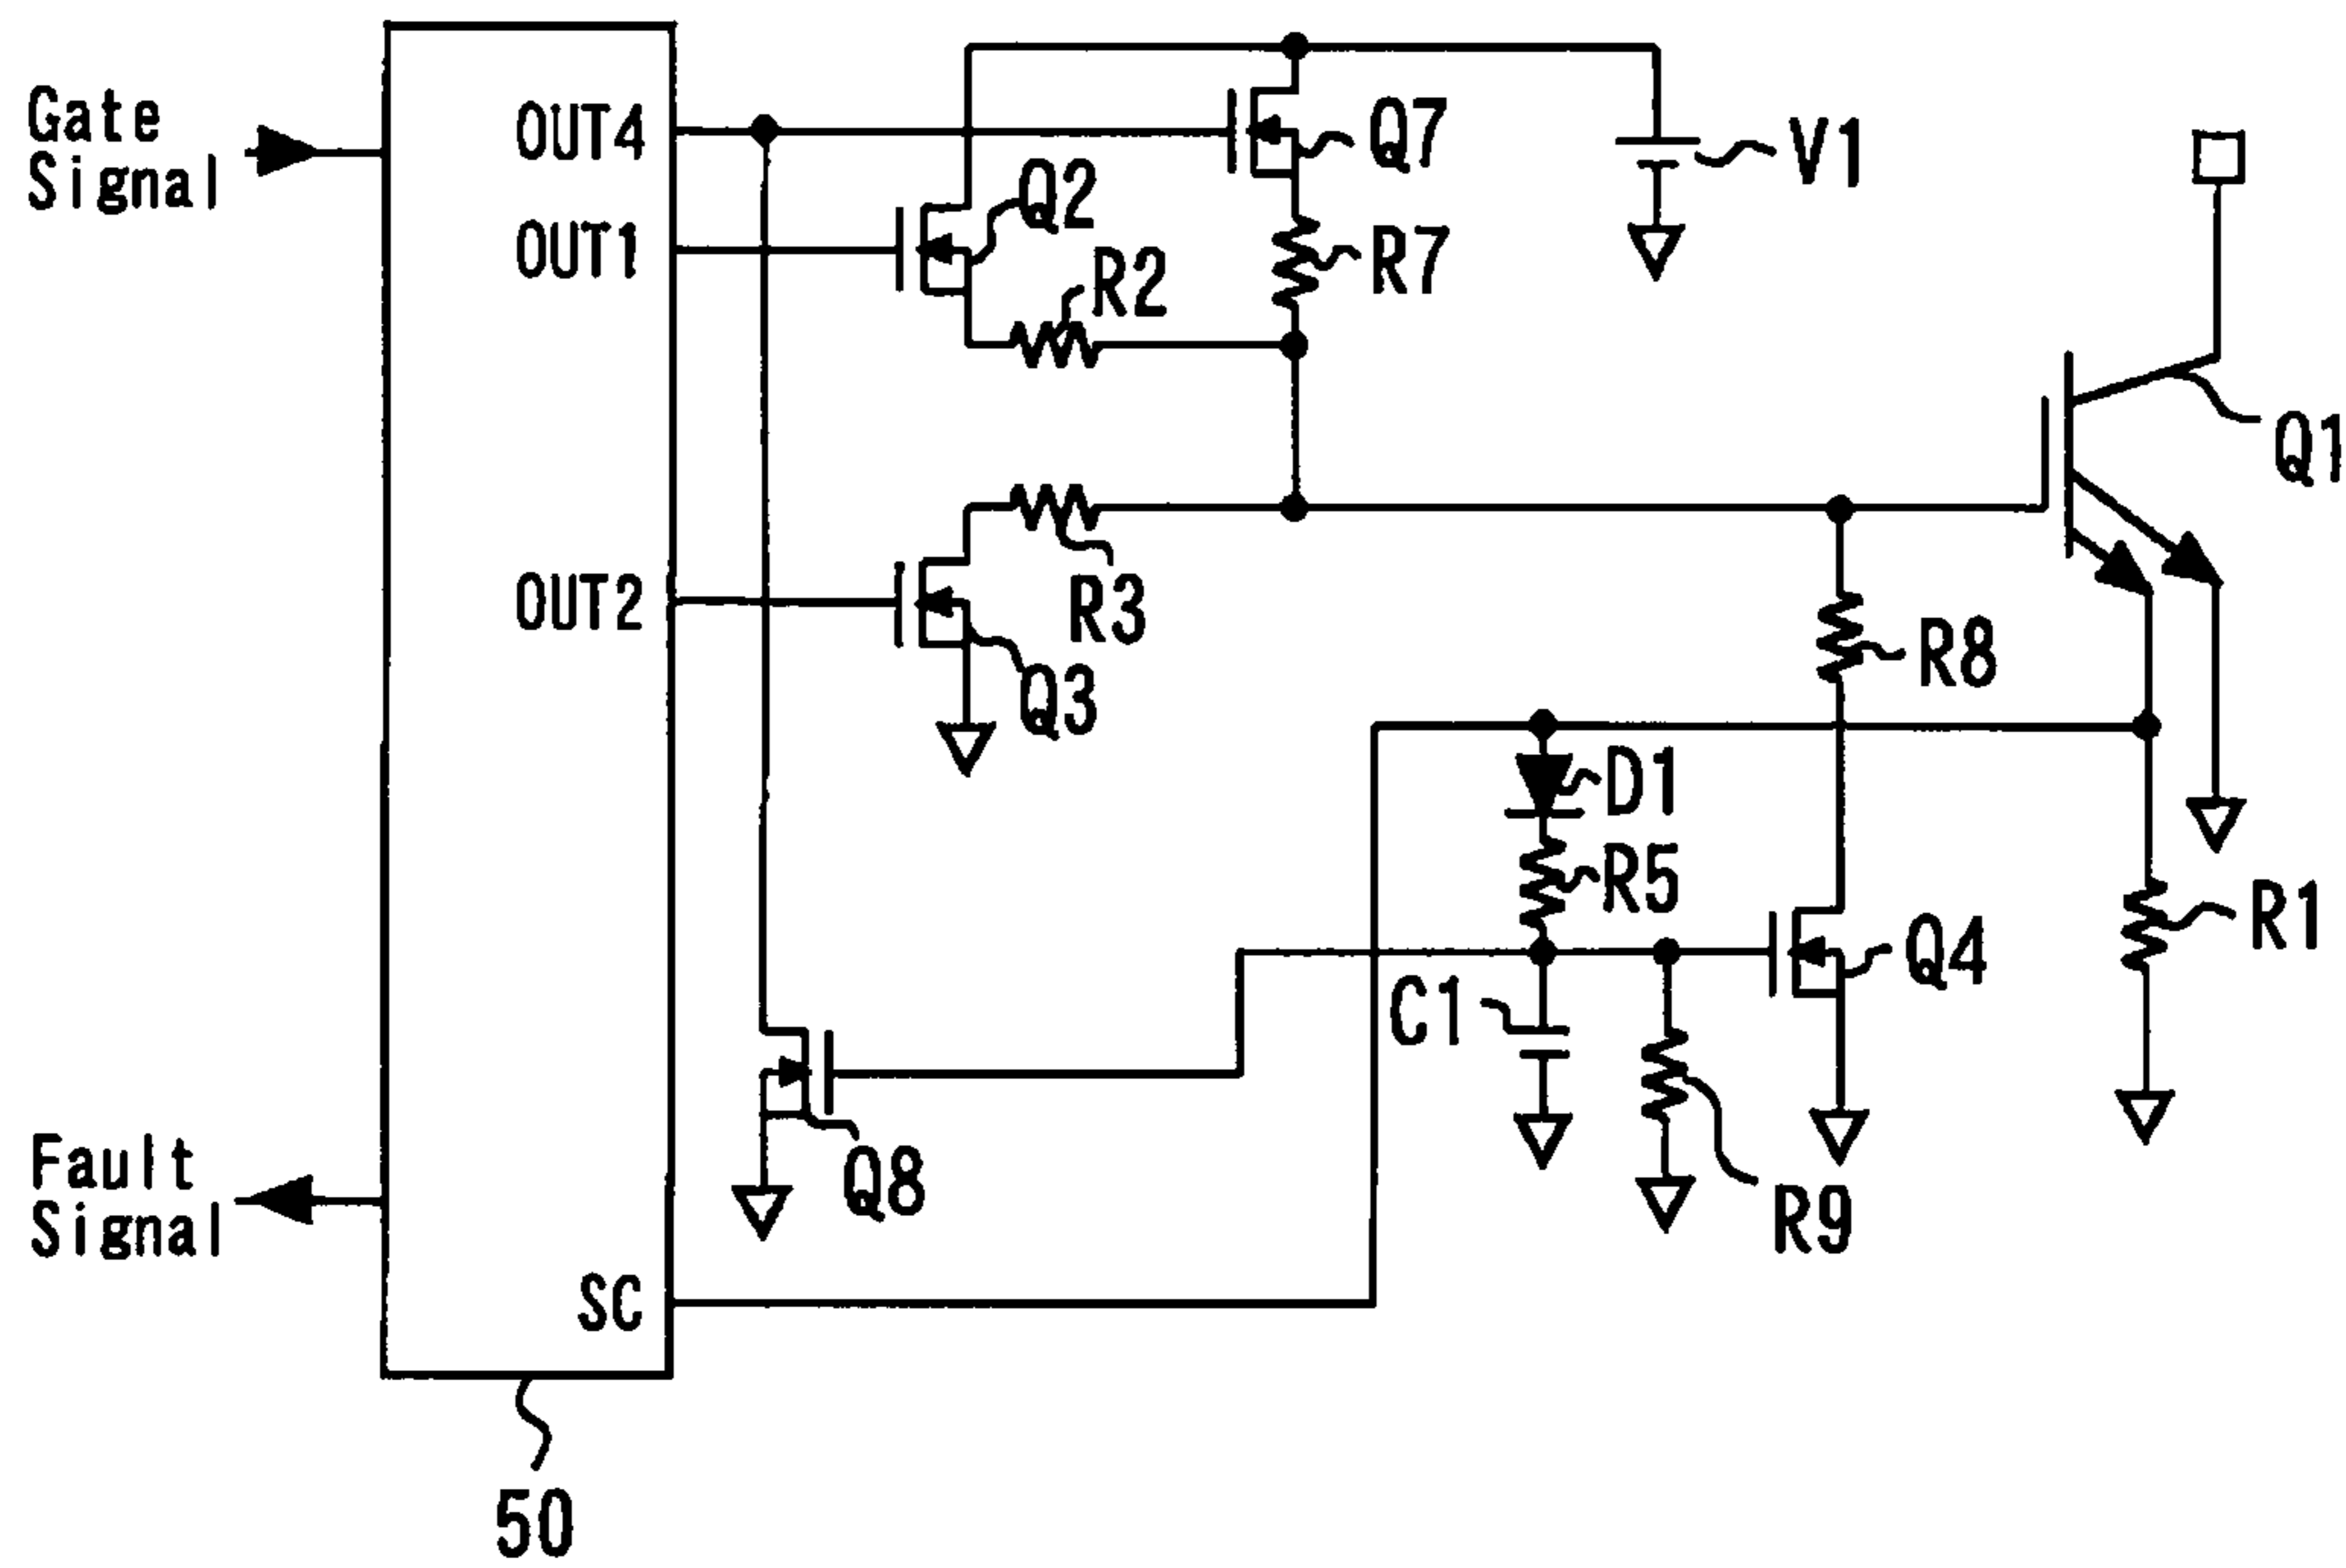 Gate
Signal
OUT4
OUT1
OUT2
Q7
V1
Q2
R2
R7
Q1
R3
Q3
R8
D1
R5
Q4
R1
C1
Q8
R9
Fault
Signal
SC
50